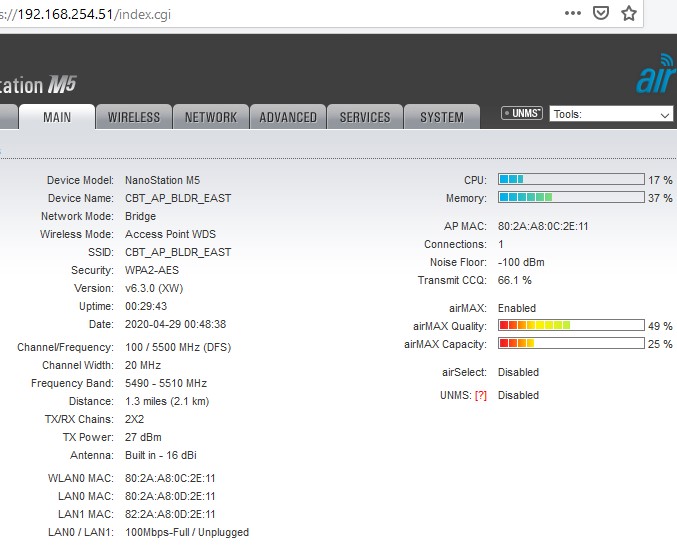 s://192.168.254.51/index.cgi
tation M5
air
MAIN WIRELESS NETWORK ADVANCED SERVICES SYSTEM UNMS™ Tools:
Device Model: NanoStation M5
Device Name: CBT_AP_BLDR_EAST
Network Mode: Bridge
Wireless Mode: Access Point WDS
SSID: CBT_AP_BLDR_EAST
Security: WPA2-AES
Version: v6.3.0 (XW)
Uptime: 00:29:43
Date: 2020-04-29 00:48:38
Channel/Frequency: 100 / 5500 MHz (DFS)
Channel Width: 20 MHz
Frequency Band: 5490 - 5510 MHz
Distance: 1.3 miles (2.1 km)
TX/RX Chains: 2X2
TX Power: 27 dBm
Antenna: Built in - 16 dBi
WLAN0 MAC: 80:2A:A8:0C:2E:11
LAN0 MAC: 80:2A:A8:0D:2E:11
LAN1 MAC: 82:2A:A8:0D:2E:11
LAN0 / LAN1: 100Mbps-Full / Unplugged
CPU: 17 %
Memory: 37 %
AP MAC: 80:2A:A8:0C:2E:11
Connections: 1
Noise Floor: -100 dBm
Transmit CCQ: 66.1 %
airMAX: Enabled
airMAX Quality: 49 %
airMAX Capacity: 25 %
airSelect: Disabled
UNMS: [?] Disabled